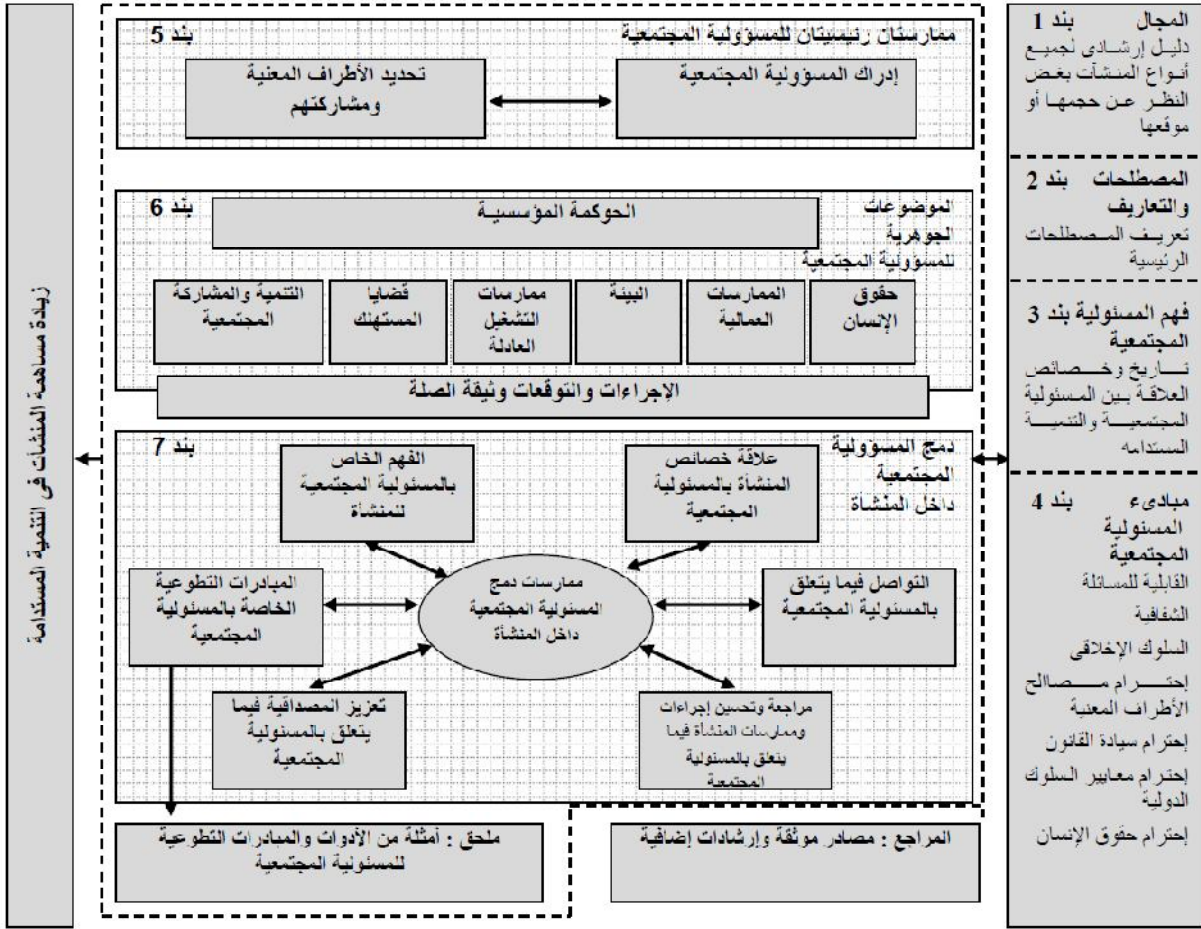 المجال بند 1
دليل إرشادى لجميع
أنواع المنشآت بغض
النظر عن حجمها أو
موقعها
المصطلحات بند 2
والتعاريف
تعريف المصطلحات
الرئيسية
فهم المسئولية بند 3
المجتمعية
تاريخ وخصائص
العلاقة بين المسئولية
المجتمعية والتنمية
المستدامه
مبادىء بند 4
المسئولية
المجتمعية
القابلية للمسائلة
الشفافية
السلوك الإخلاقى
إحترام مصاالح
الأطراف المعنية
إحترام سيادة القانون
إحترام معايير السلوك
الدولية
إحترام حقوق الإنسان
ممارستان رئيسيتان للمسؤولية المجتمعية بند 5
إدراك المسؤولية المجتمعية
تحديد الأطراف المعنية
ومشاركتهم
الموضوعات بند 6
الجوهرية
للمسؤولية المجتمعية
الحوكمة المؤسسية
حقوق
الإنسان
الممارسات
العمالية
البيئة
ممارسات
التشغيل
العادلة
قضايا
المستهلك
التنمية والمشاركة
المجتمعية
الإجراءات والتوقعات وثيقة الصلة
دمج المسؤولية بند 7
المجتمعية
داخل المنشأة
علاقة خصائص
المنشأة بالمسئولية
المجتمعية
الفهم الخاص
بالمسئولية المجتمعية
للمنشأة
التواصل فيما يتعلق
بالمسئولية المجتمعية
ممارسات دمج
المسئولية المجتمعية
داخل المنشأة
المبادرات التطوعية
الخاصة بالمسئولية
المجتمعية
مراجعة وتحسين إجراءات
وممارسات المنشأة فيما
يتعلق بالمسئولية
المجتمعية
تعزيز المصداقية فيما
يتعلق بالمسئولية
المجتمعية
المراجع : مصادر موثقة وإرشادات إضافية
ملحق : أمثلة من الأدوات والمبادرات التطوعية
للمسئولية المجتمعية
زيادة مساهمة المنشأت فى التنمية المستدامة